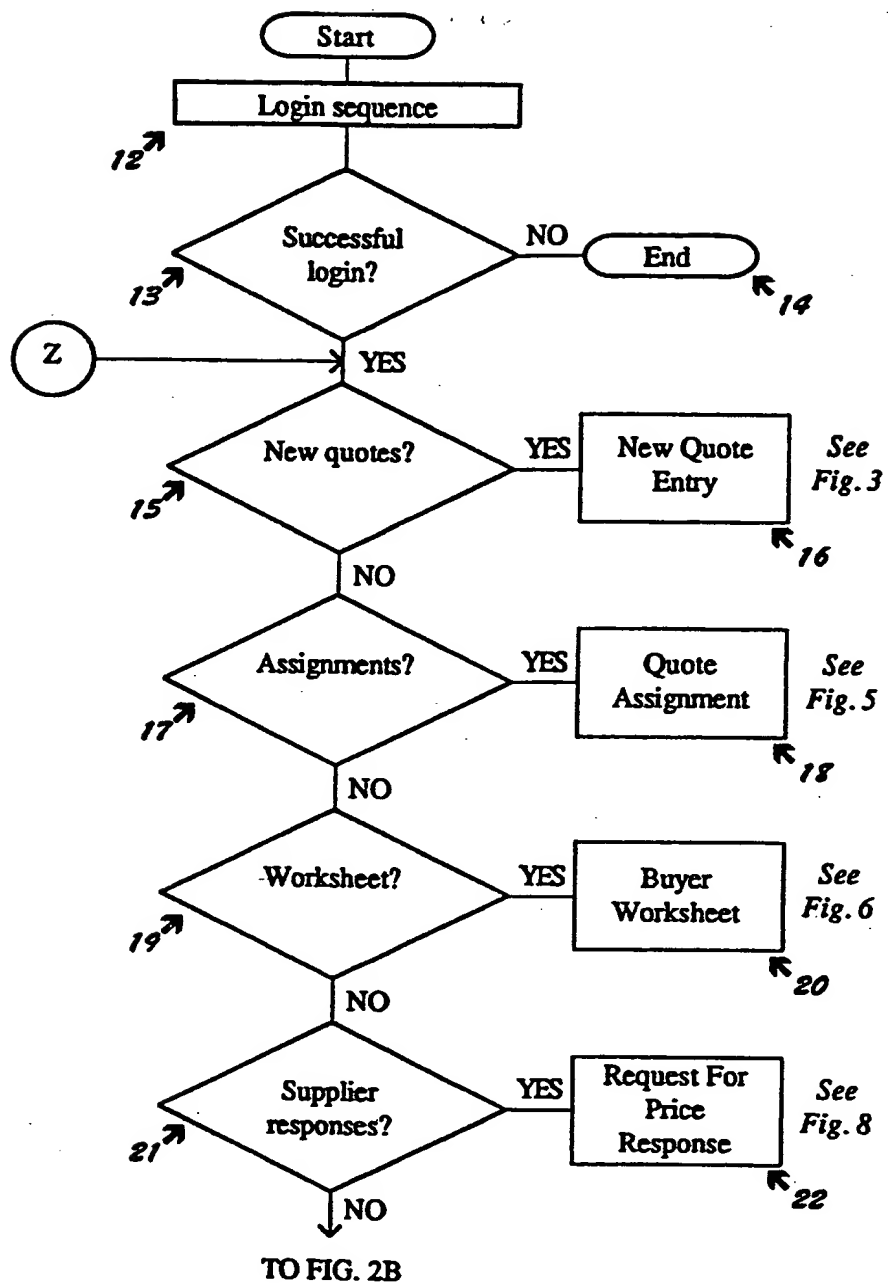 Start
Login sequence
12
Successful
login?
NO
End
13
14
Z
YES
New quotes?
YES
New Quote
Entry
See
Fig. 3
15
16
NO
Assignments?
YES
Quote
Assignment
See
Fig. 5
17
18
NO
Worksheet?
YES
Buyer
Worksheet
See
Fig. 6
19
20
NO
Supplier
responses?
YES
Request For
Price
Response
See
Fig. 8
21
22
NO
TO FIG. 2B